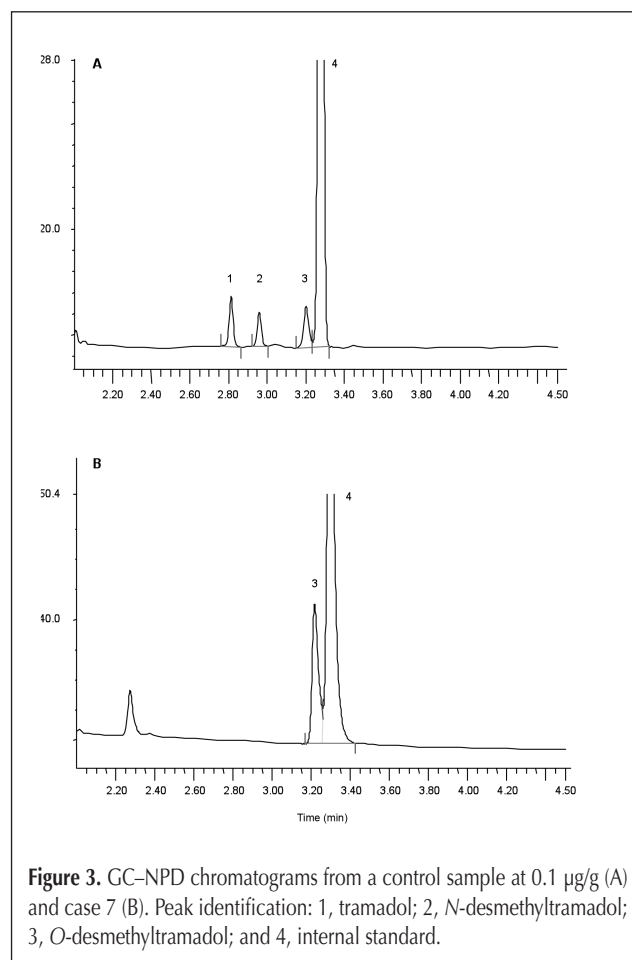 A
28.0
20.0
1
2
3
4
2.20 2.40 2.60 2.80 3.00 3.20 3.40 3.60 3.80 4.00 4.20 4.50
B
50.4
40.0
3
4
2.20 2.40 2.60 2.80 3.00 3.20 3.40 3.60 3.80 4.00 4.20 4.50
Time (min)
Figure 3. GC–NPD chromatograms from a control sample at 0.1 µg/g (A)
and case 7 (B). Peak identification: 1, tramadol; 2, N-desmethyltramadol;
3, O-desmethyltramadol; and 4, internal standard.